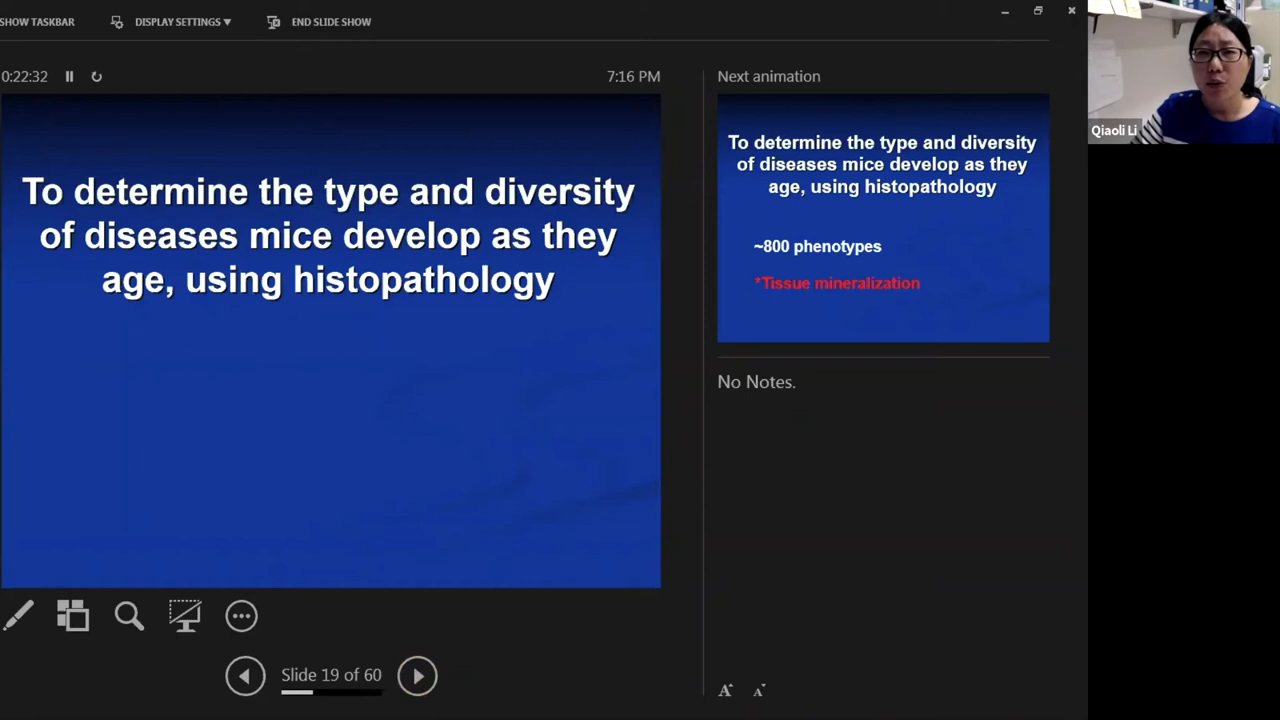 SHOW TASKBAR
DISPLAY SETTINGS ▾
END SLIDE SHOW
0:22:32
7:16 PM
To determine the type and diversity
of diseases mice develop as they
age, using histopathology
Next animation
To determine the type and diversity
of diseases mice develop as they
age, using histopathology
~800 phenotypes
*Tissue mineralization
No Notes.
Slide 19 of 60
A A
Qiaoli Li